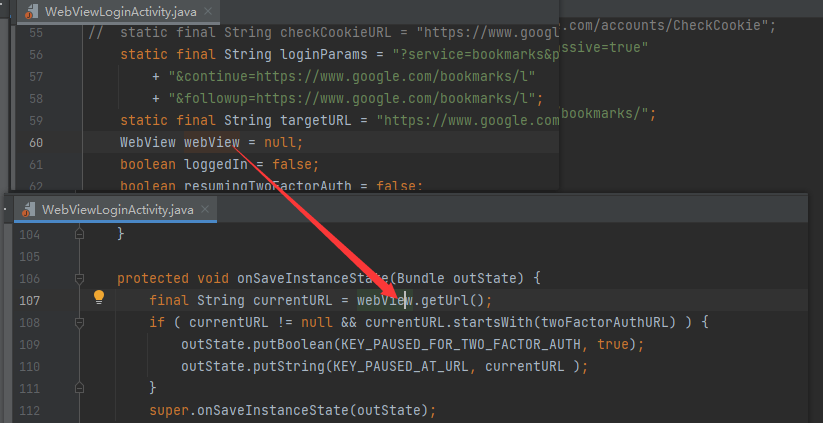 WebViewLoginActivity.java ×
55 // static final String checkCookieURL = "https://www.goog .com/accounts/CheckCookie";
56 static final String loginParams = "?service=bookmarks&p ssive=true"
57 + "&continue=https://www.google.com/bookmarks/l"
58 + "&followup=https://www.google.com/bookmarks/l";
59 static final String targetURL = "https://www.google.com bookmarks/";
60 WebView webView = null;
61 boolean loggedIn = false;
62 boolean resumingTwoFactorAuth = false;
WebViewLoginActivity.java ×
104 }
105
106 protected void onSaveInstanceState(Bundle outState) {
107 final String currentURL = webView.getUrl();
108 if ( currentURL != null && currentURL.startsWith(twoFactorAuthURL) ) {
109 outState.putBoolean(KEY_PAUSED_FOR_TWO_FACTOR_AUTH, true);
110 outState.putString(KEY_PAUSED_AT_URL, currentURL );
111 }
112 super.onSaveInstanceState(outState);